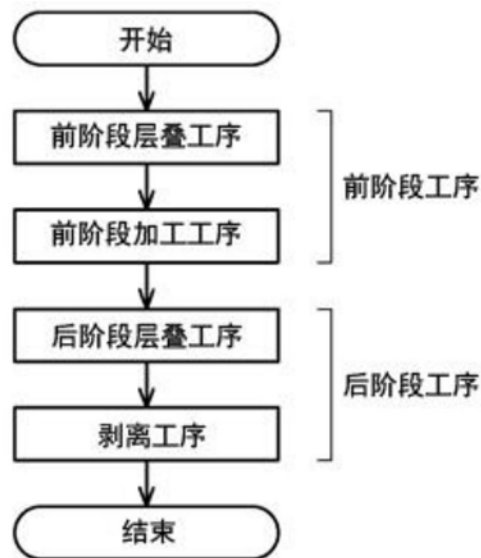 开始
前阶段层叠工序
前阶段加工工序
前阶段工序
后阶段层叠工序
剥离工序
后阶段工序
结束